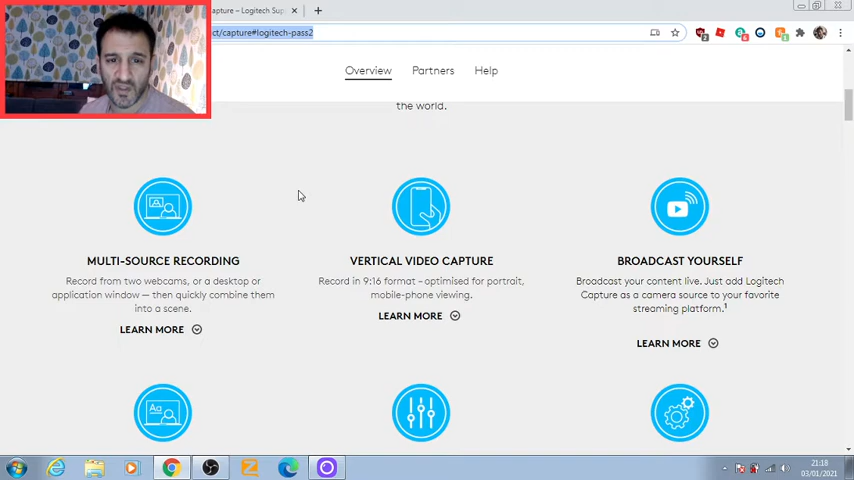 apture – Logitech Sup
ct/capture#logitech-pass2
Overview Partners Help
the world.
MULTI-SOURCE RECORDING
Record from two webcams, or a desktop or
application window — then quickly combine them
into a scene.
LEARN MORE
VERTICAL VIDEO CAPTURE
Record in 9:16 format – optimised for portrait,
mobile-phone viewing.
LEARN MORE
BROADCAST YOURSELF
Broadcast your content live. Just add Logitech
Capture as a camera source to your favorite
streaming platform.¹
LEARN MORE
Aa
21:18
03/01/2021